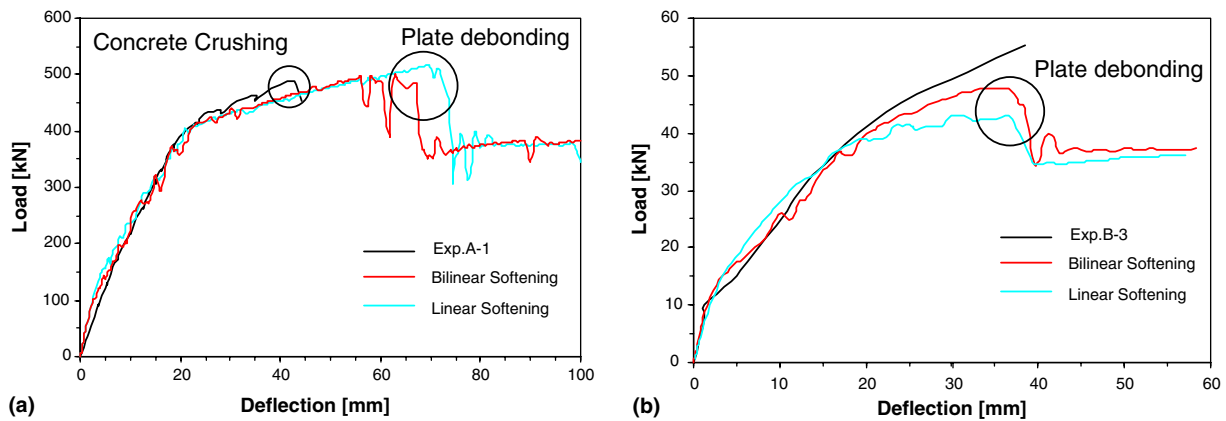 600
500
400
300
200
100
0
Load [kN]
Concrete Crushing
Plate debonding
Exp.A-1
Bilinear Softening
Linear Softening
0 20 40 60 80 100
(a)
Deflection [mm]
60
50
40
30
20
10
0
Load [kN]
Plate debonding
Exp.B-3
Bilinear Softening
Linear Softening
0 10 20 30 40 50 60
(b)
Deflection [mm]